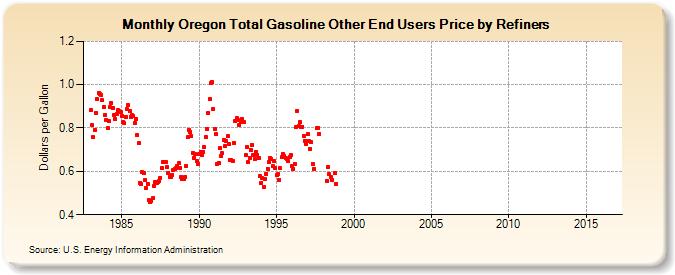 Monthly Oregon Total Gasoline Other End Users Price by Refiners
Dollars per Gallon
1.2
1.0
0.8
0.6
0.4
1985 1990 1995 2000 2005 2010 2015
Source: U.S. Energy Information Administration